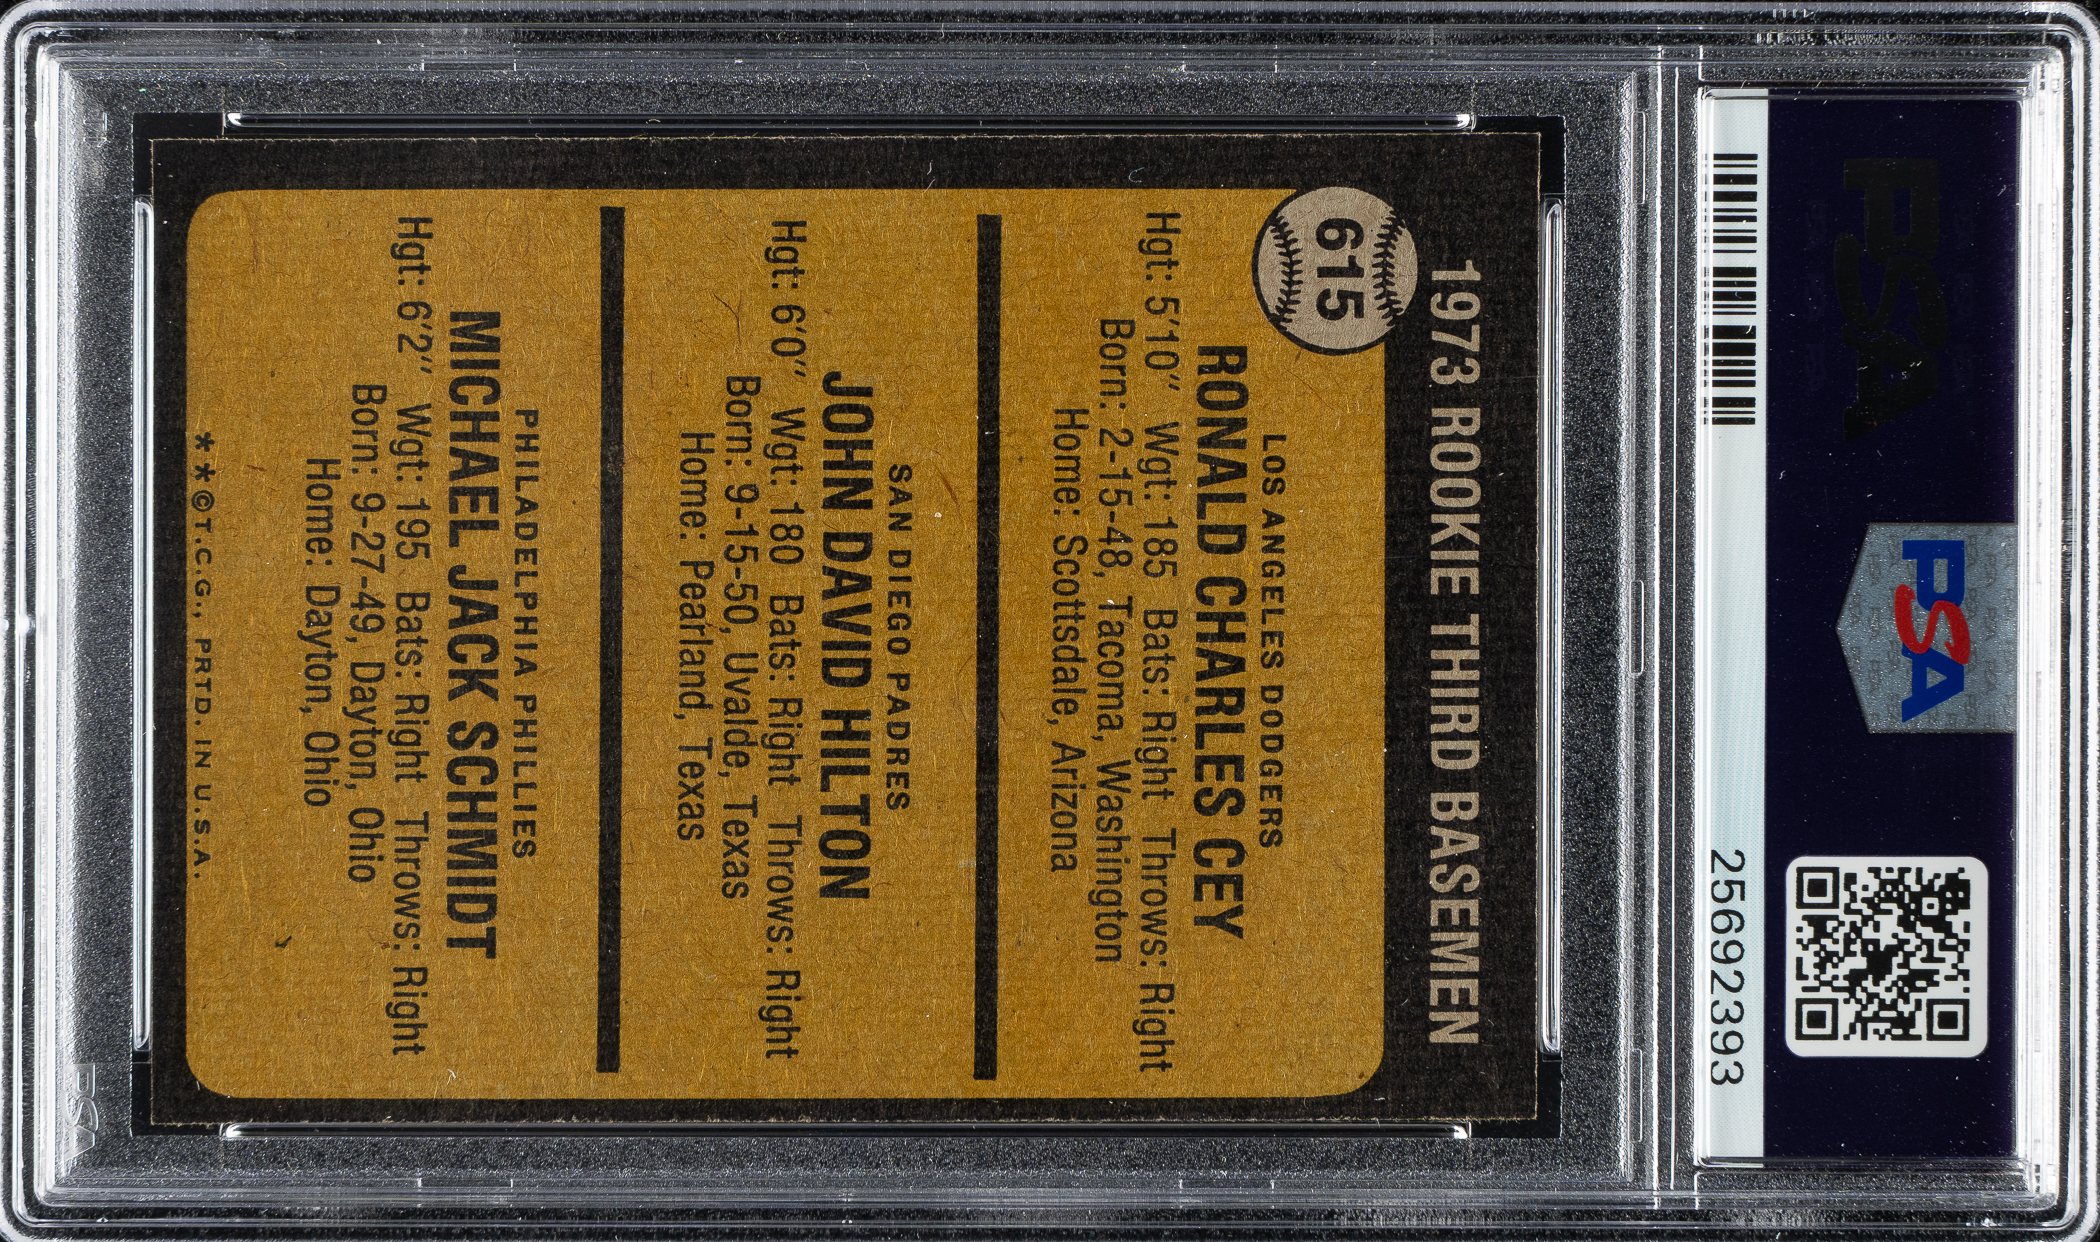 PSA
PSA
25692393
1973 ROOKIE THIRD BASEMEN
615
LOS ANGELES DODGERS
RONALD CHARLES CEY
Hgt: 5'10" Wgt: 185 Bats: Right Throws: Right
Born: 2-15-48, Tacoma, Washington
Home: Scottsdale, Arizona
SAN DIEGO PADRES
JOHN DAVID HILTON
Hgt: 6'0" Wgt: 180 Bats: Right Throws: Right
Born: 9-15-50, Uvalde, Texas
Home: Pearland, Texas
PHILADELPHIA PHILLIES
MICHAEL JACK SCHMIDT
Hgt: 6'2" Wgt: 195 Bats: Right Throws: Right
Born: 9-27-49, Dayton, Ohio
Home: Dayton, Ohio
**©T.C.G., PRTD. IN U.S.A.
PSA